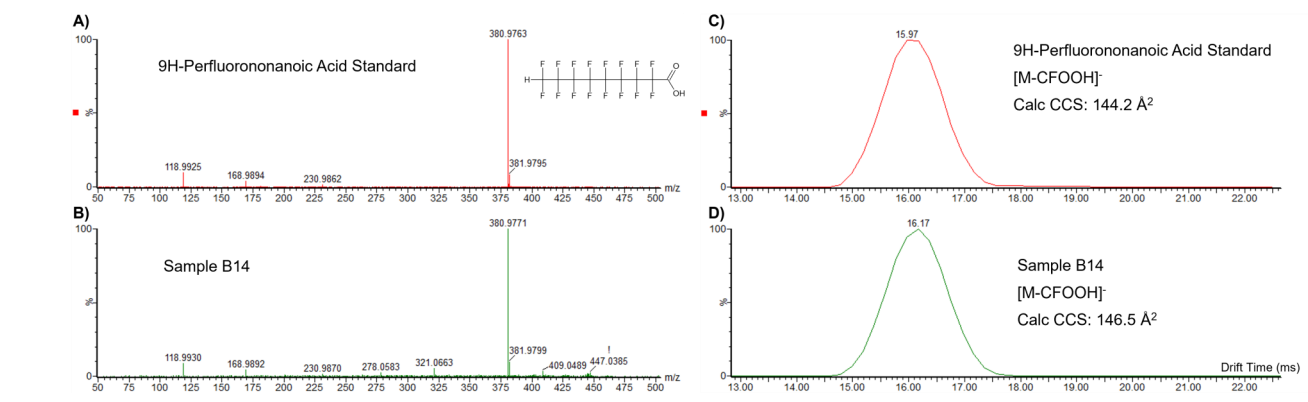 A)
100
%
0
380.9763
9H-Perfluorononanoic Acid Standard
F F F F F F F F
H
O
OH
F F F F F F F F
118.9925
168.9894
230.9862
381.9795
50 75 100 125 150 175 200 225 250 275 300 325 350 375 400 425 450 475 500 m/z
B)
100
%
0
380.9771
Sample B14
118.9930
168.9892
230.9870
278.0583
321.0663
381.9799
409.0489
!
447.0385
50 75 100 125 150 175 200 225 250 275 300 325 350 375 400 425 450 475 500 m/z
C)
100
%
0
15.97
9H-Perfluorononanoic Acid Standard
[M-CFOOH]-
Calc CCS: 144.2 Å2
13.00 14.00 15.00 16.00 17.00 18.00 19.00 20.00 21.00 22.00
D)
100
%
0
16.17
Sample B14
[M-CFOOH]-
Calc CCS: 146.5 Å2
Drift Time (ms)
13.00 14.00 15.00 16.00 17.00 18.00 19.00 20.00 21.00 22.00